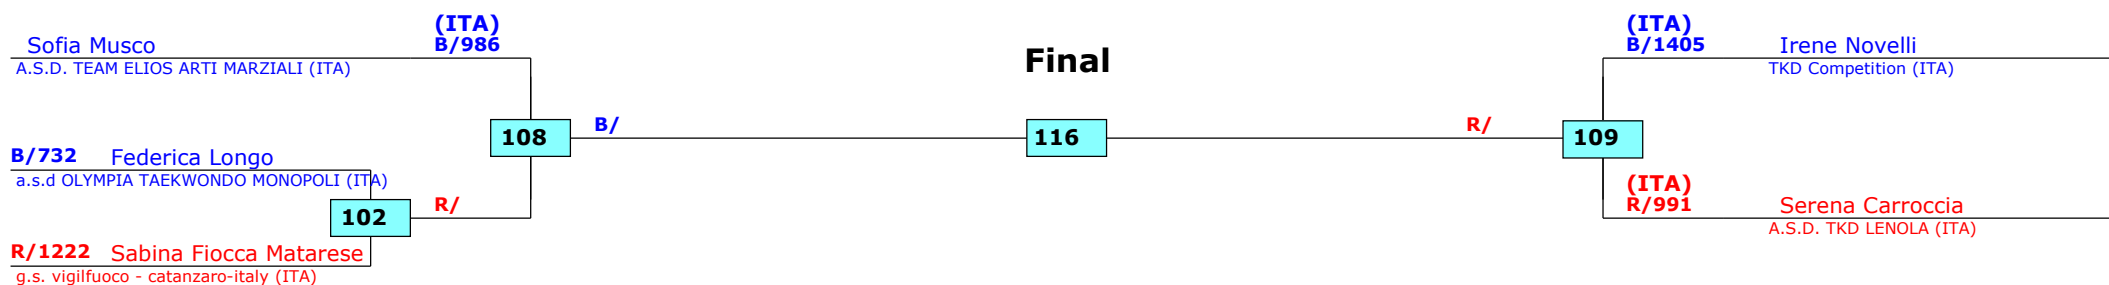 (ITA)
Sofia Musco B/986
A.S.D. TEAM ELIOS ARTI MARZIALI (ITA)
Final
(ITA)
B/1405 Irene Novelli
TKD Competition (ITA)
108 B/ 116 R/ 109
B/732 Federica Longo
a.s.d OLYMPIA TAEKWONDO MONOPOLI (ITA)
102 R/
(ITA)
R/991 Serena Carroccia
A.S.D. TKD LENOLA (ITA)
R/1222 Sabina Fiocca Matarese
g.s. vigilfuoco - catanzaro-italy (ITA)